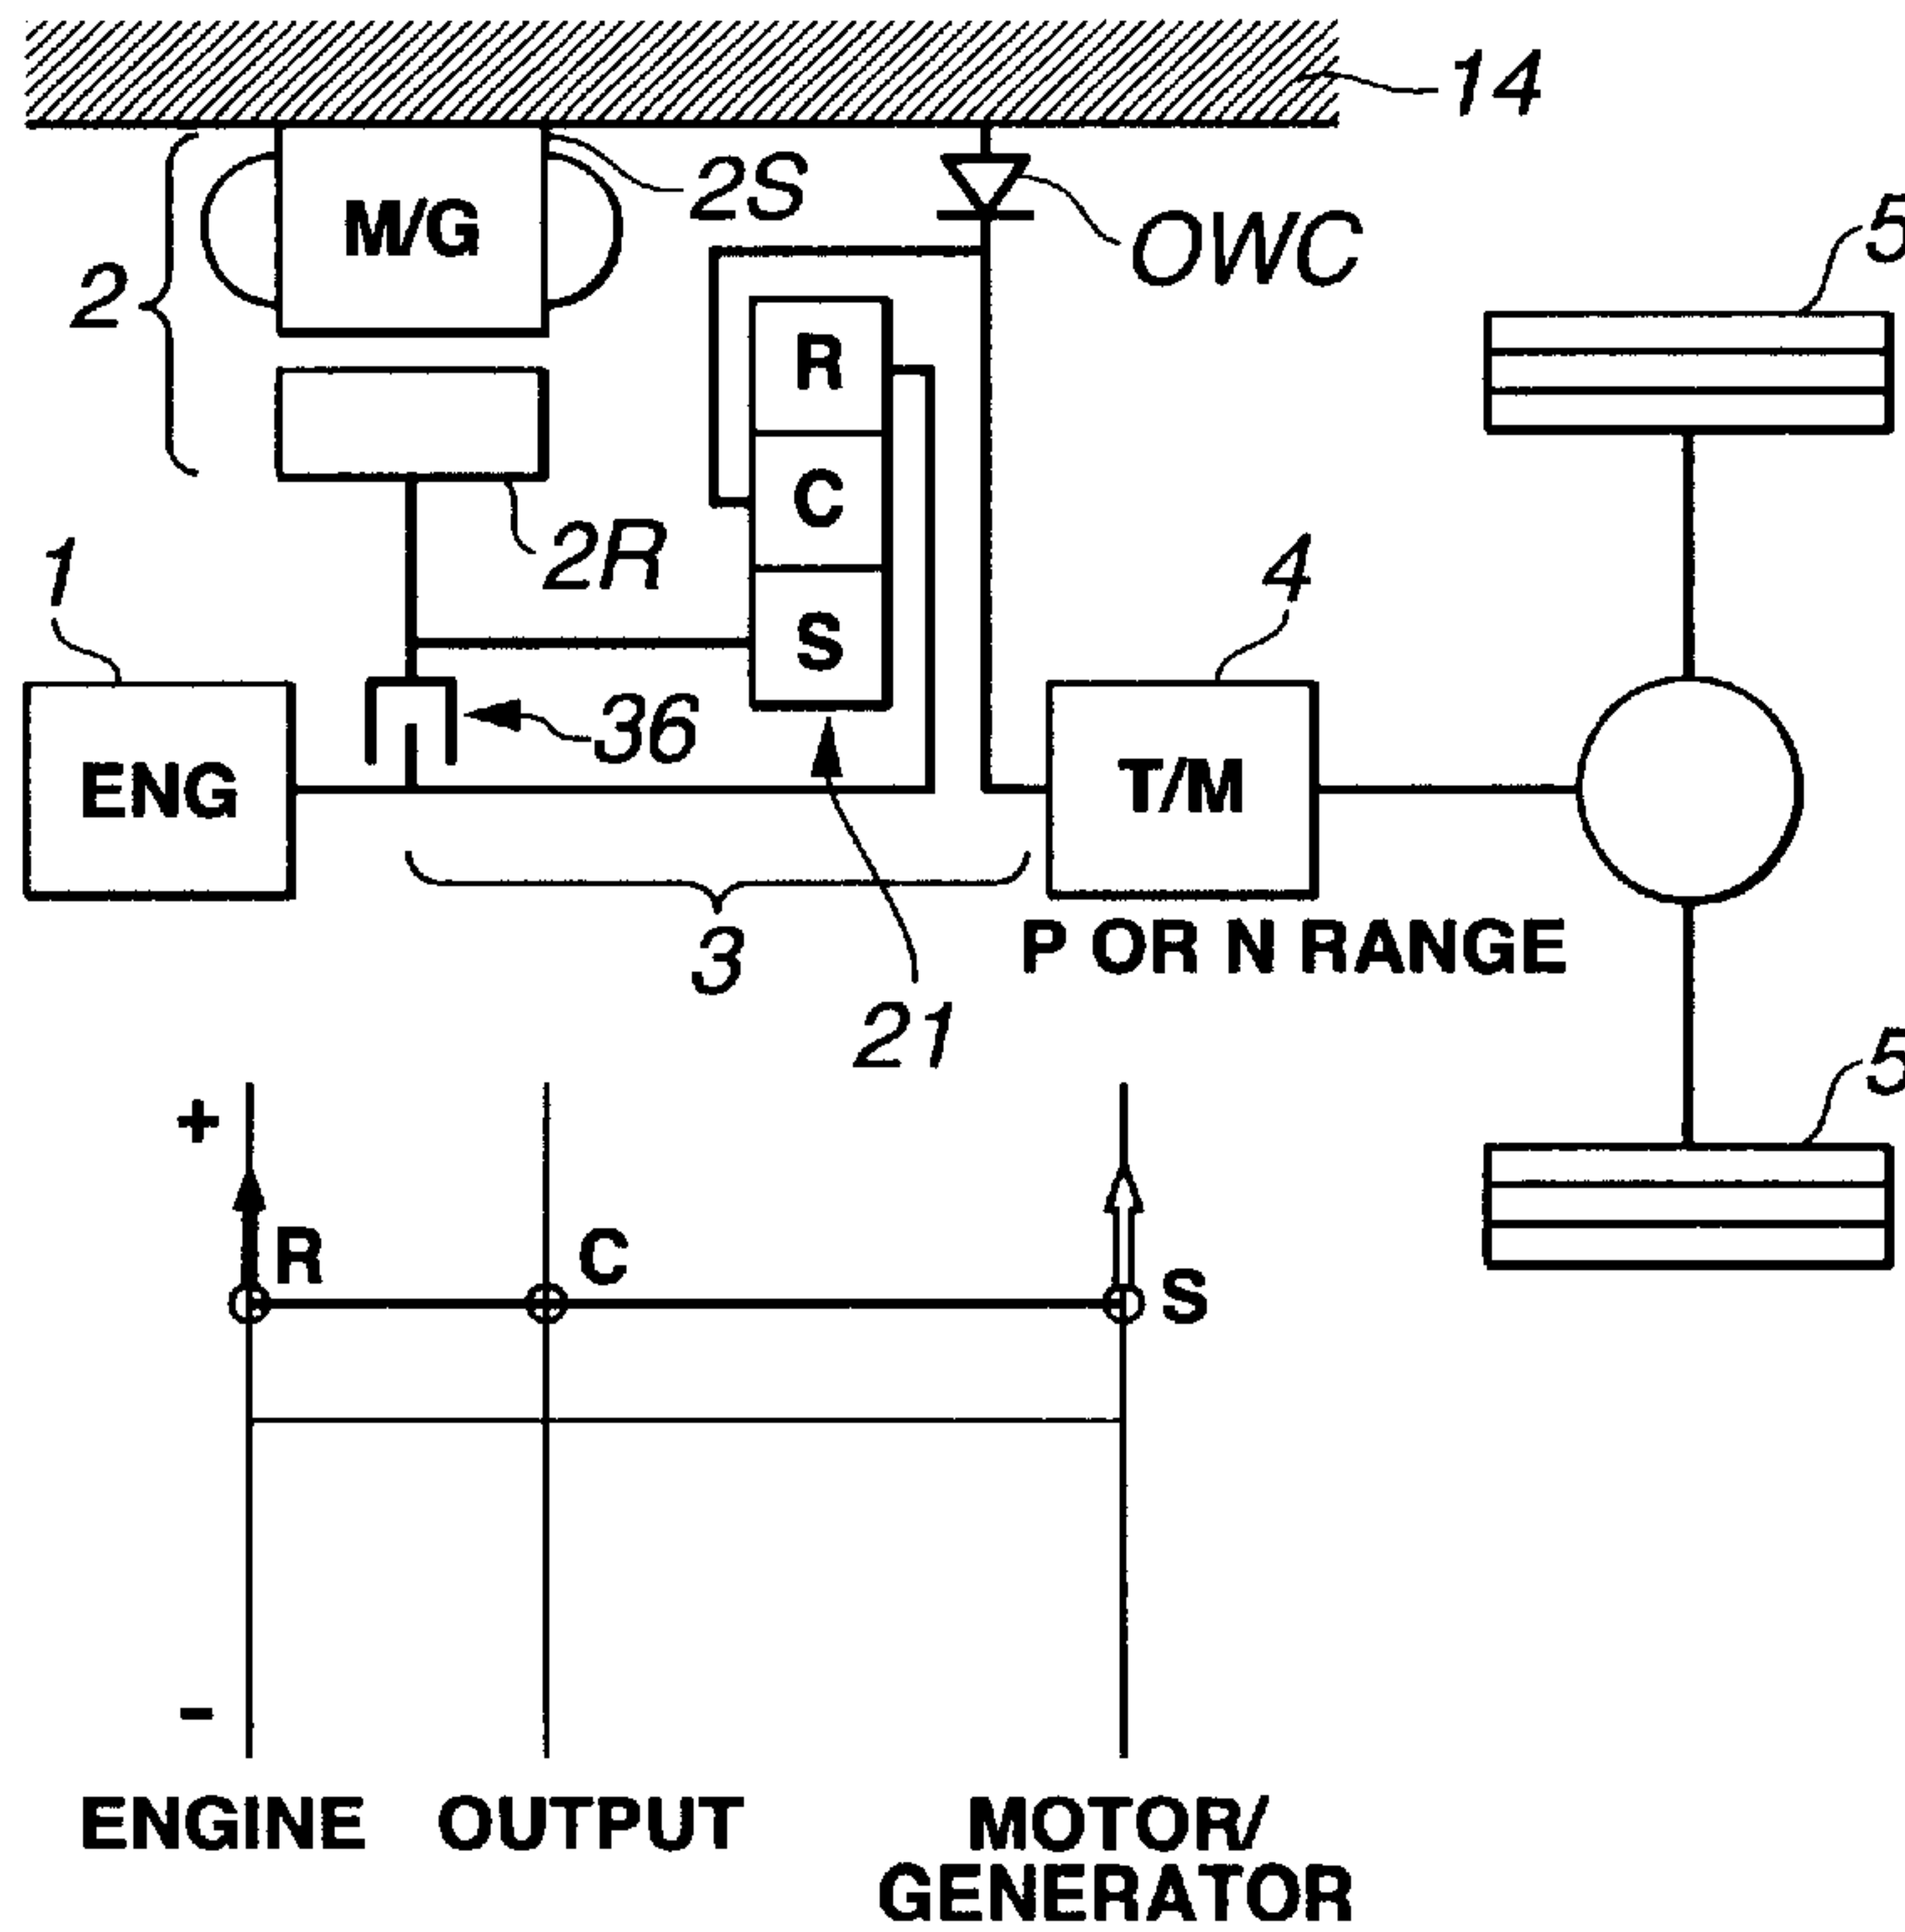 14
2S
M/G
OWC
5
2
R
C
2R
1
4
S
36
ENG
T/M
P OR N RANGE
3
21
5
+
R
C
S
-
ENGINE OUTPUT MOTOR/
GENERATOR